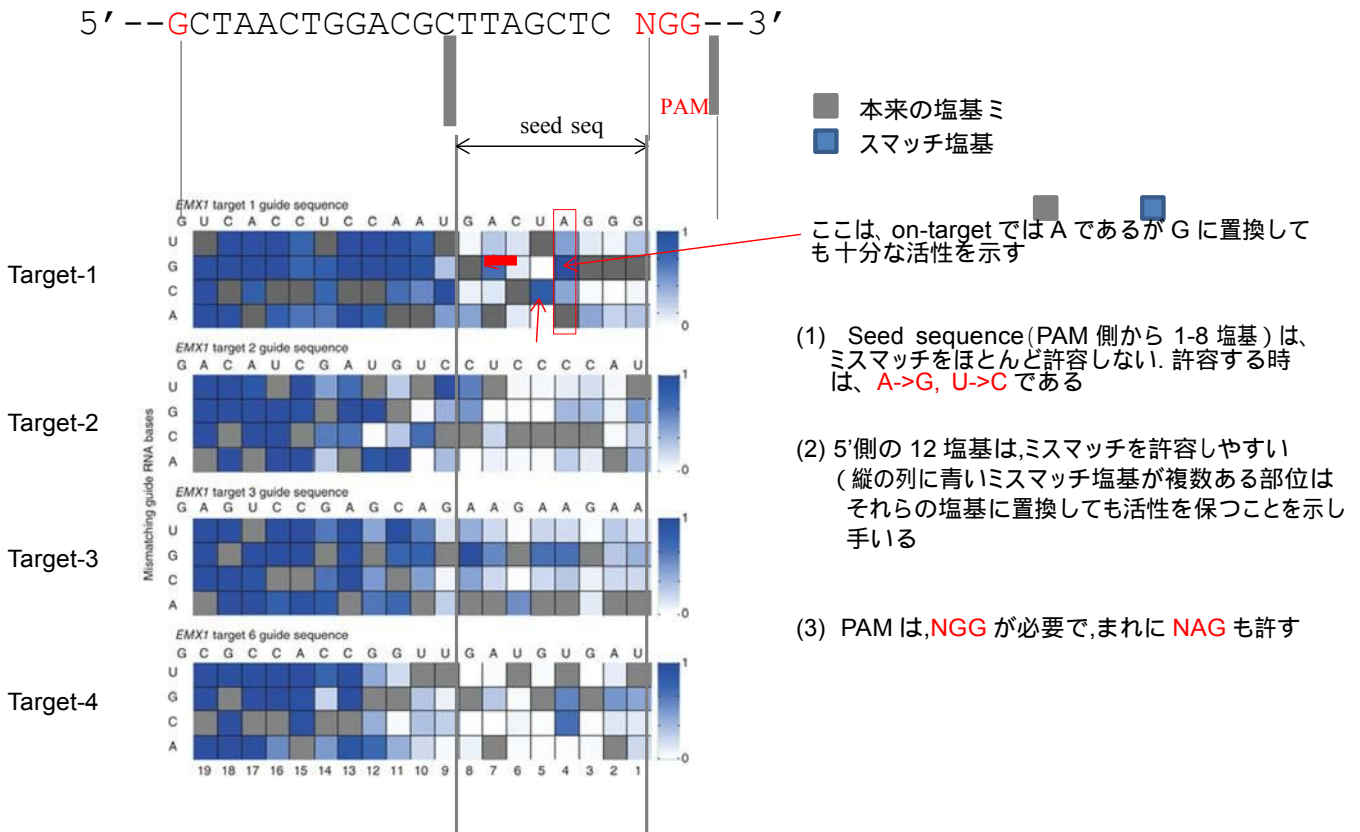 5' --GCTAACTGGACGCTTAGCTC NGG--3'
PAM
seed seq
本来の塩基ミ
スマッチ塩基
ここは、on-target では A であるが G に置換して
も十分な活性を示す
Target-1
EMX1 target 1 guide sequence
G U C A C C U C C A A U G A C U A G G G
U
G
C
A
1
0
(1) Seed sequence(PAM 側から 1-8 塩基)は、
ミスマッチをほとんど許容しない. 許容する時
は、A->G, U->C である
Target-2
EMX1 target 2 guide sequence
G A C A U C G A U G U C C U C C C C A U
U
G
C
A
1
0
Mismatching guide RNA bases
(2) 5'側の 12 塩基は,ミスマッチを許容しやすい
(縦の列に青いミスマッチ塩基が複数ある部位は
それらの塩基に置換しても活性を保つことを示し
手いる
Target-3
EMX1 target 3 guide sequence
G A G U C C G A G C A G A A G A A G A A
U
G
C
A
1
0
(3) PAM は,NGG が必要で,まれに NAG も許す
Target-4
EMX1 target 6 guide sequence
G C G C C A C C G G U U G A U G U G A U
U
G
C
A
1
0
19 18 17 16 15 14 13 12 11 10 9 8 7 6 5 4 3 2 1